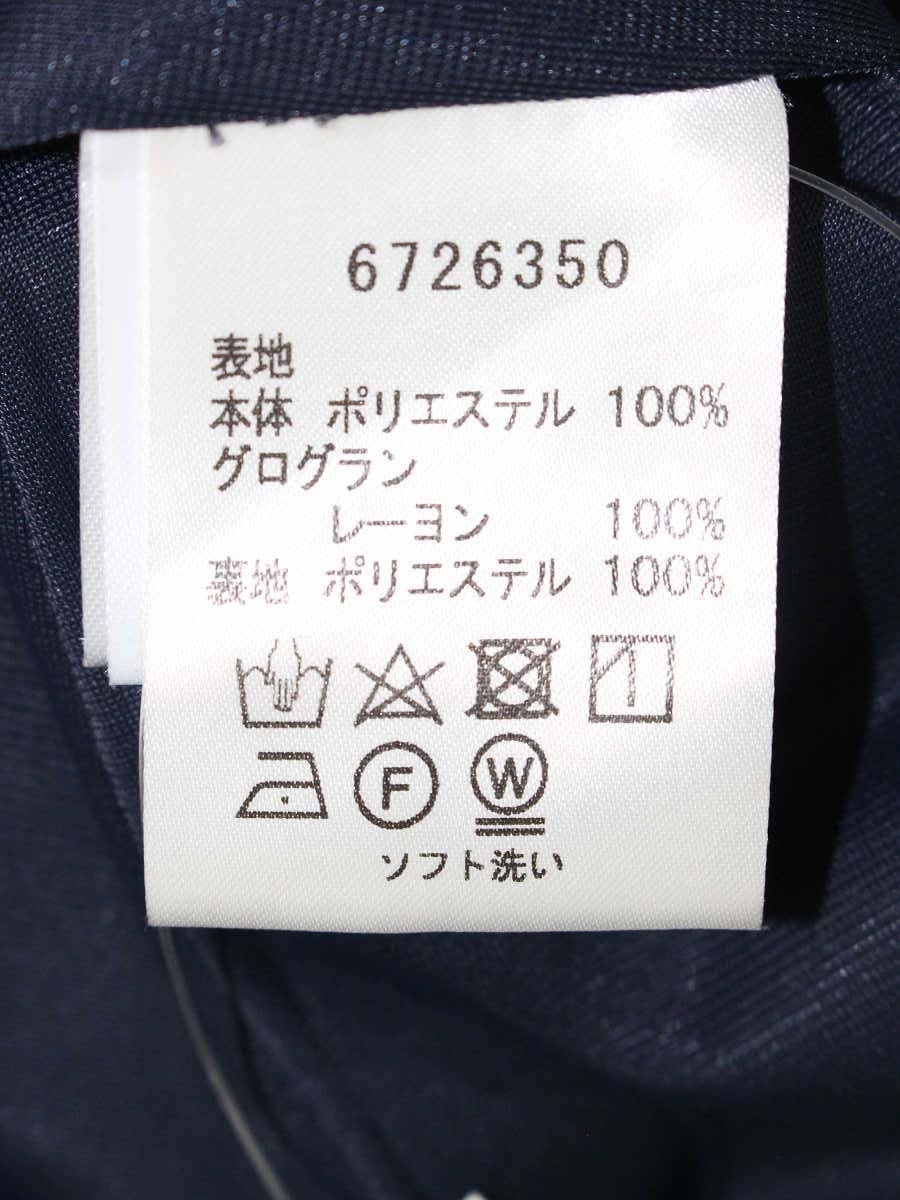 6726350
表地
本体 ポリエステル 100%
グログラン
レーヨン 100%
裏地 ポリエステル 100%
F W
ソフト洗い